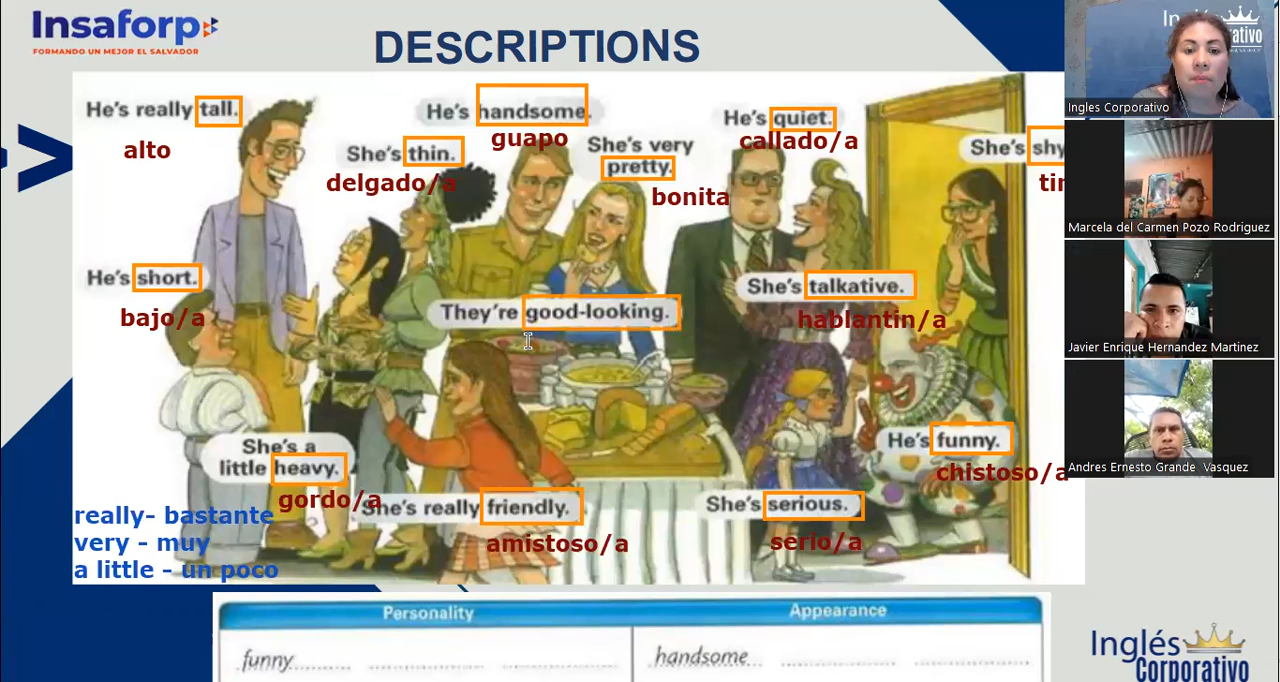 Insaforp
FORMANDO UN MEJOR EL SALVADOR
DESCRIPTIONS
He's really tall.
alto
He's handsome.
guapo
She's thin.
delgado/a
She's very
pretty.
bonita
He's quiet.
callado/a
She's shy
He's short.
bajo/a
They're good-looking.
She's talkative.
hablantin/a
She's a
little heavy.
gordo/a
He's funny.
chistoso/a
She's really friendly.
amistoso/a
She's serious.
serio/a
really- bastante
very - muy
a little - un poco
Personality
Appearance
funny
handsome
Ingles Corporativo
Marcela del Carmen Pozo Rodriguez
Javier Enrique Hernandez Martinez
Andres Ernesto Grande Vasquez
Inglés
Corporativo